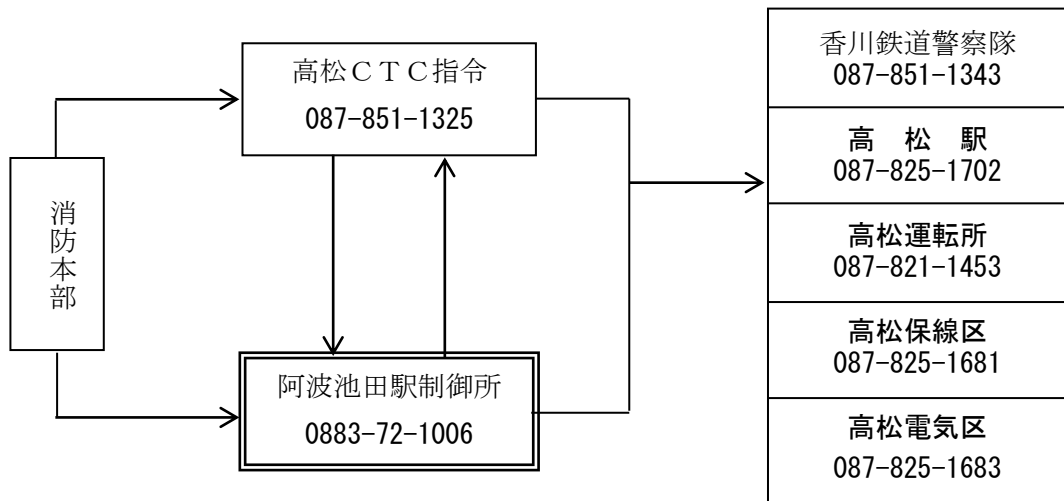 消防本部
高松ＣＴＣ指令
087-851-1325
阿波池田駅制御所
0883-72-1006
香川鉄道警察隊
087-851-1343
高　松　駅
087-825-1702
高松運転所
087-821-1453
高松保線区
087-825-1681
高松電気区
087-825-1683